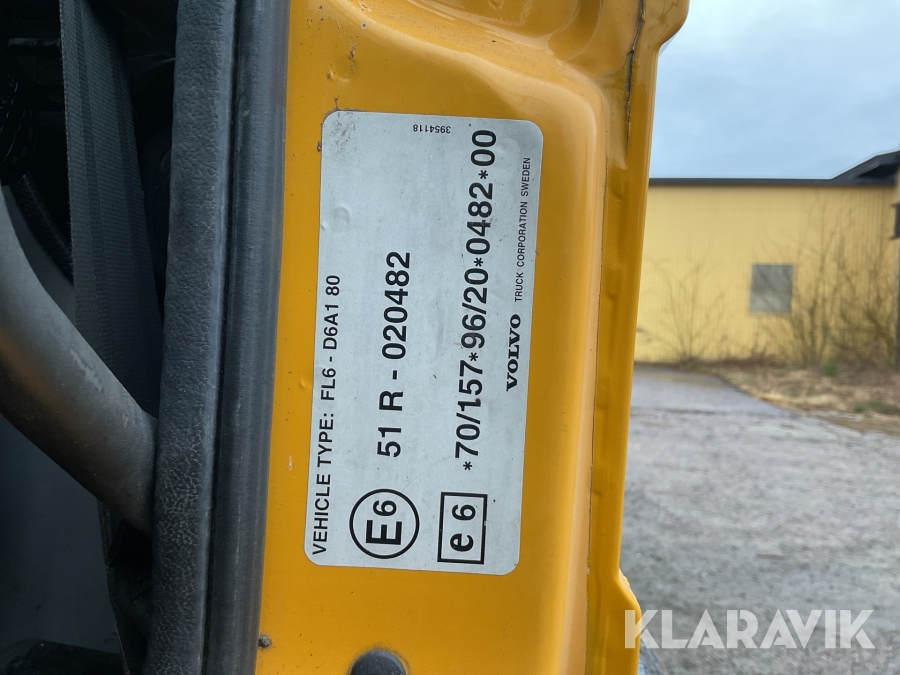 3954118
VEHICLE TYPE: FL6 - D6A1 80
E6 51 R - 020482
e 6 *70/157*96/20*0482*00
VOLVO TRUCK CORPORATION SWEDEN
KLARAVIK